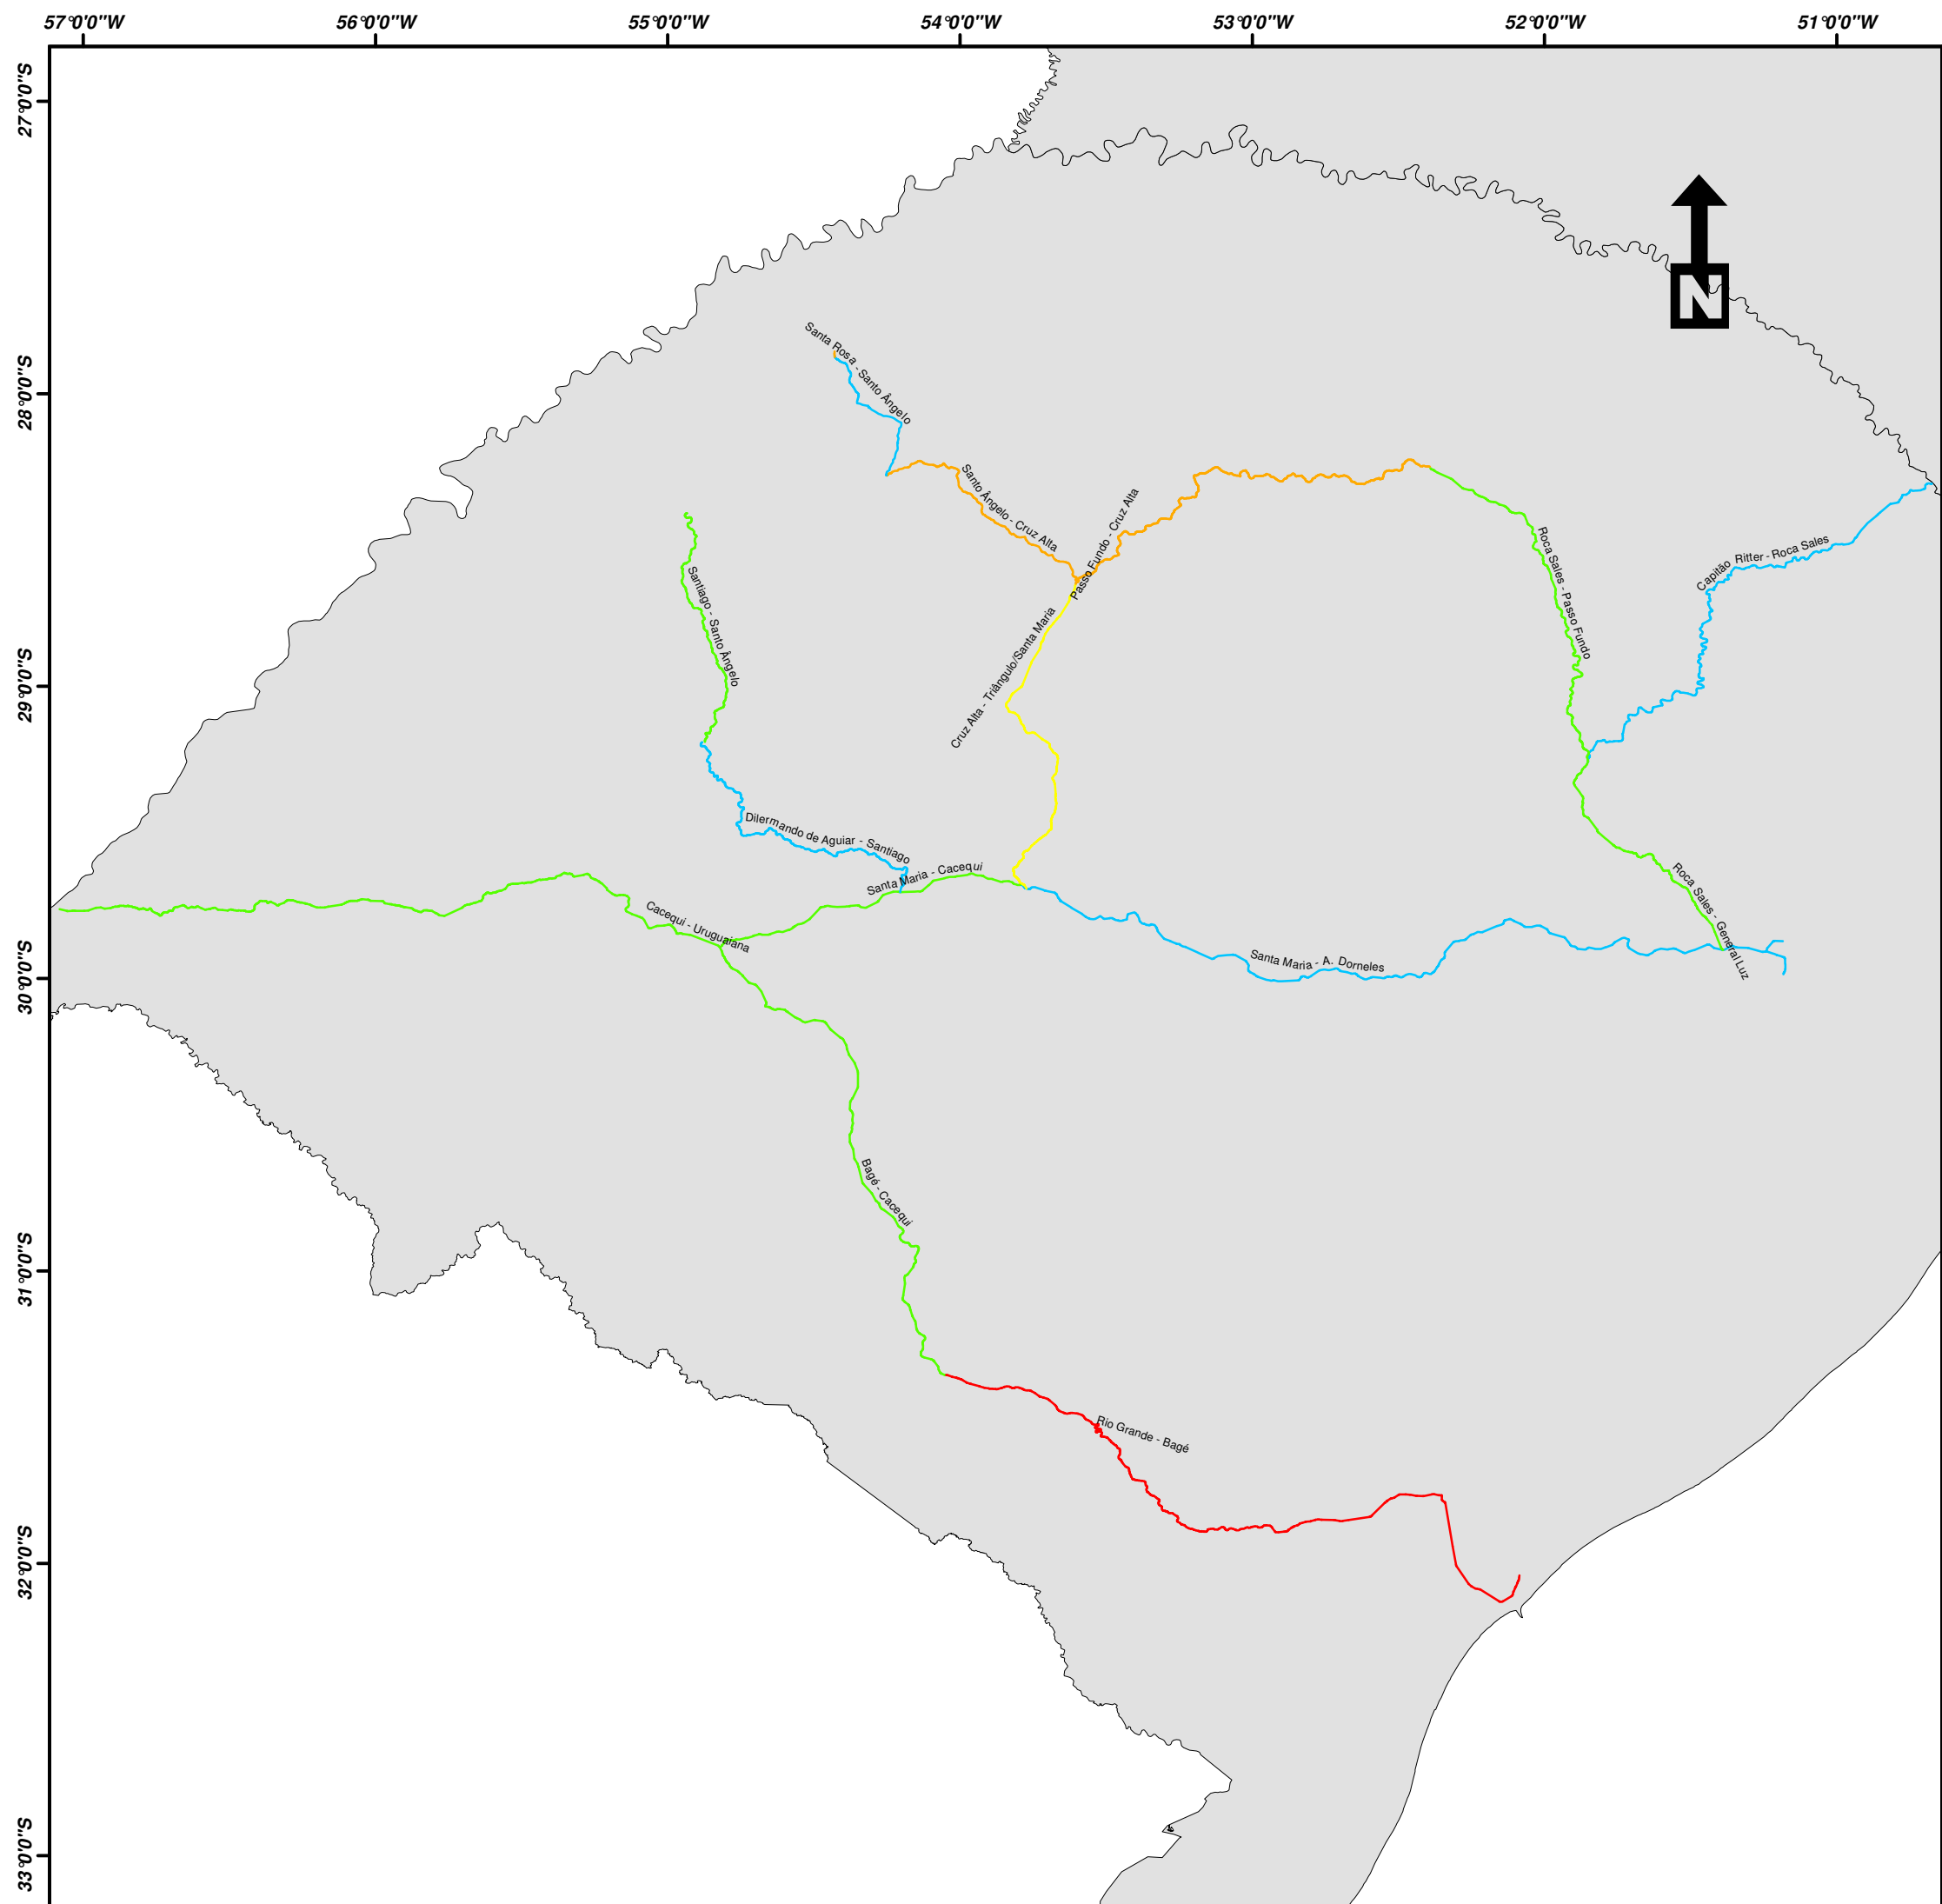 57°0'0"W
56°0'0"W
55°0'0"W
54°0'0"W
53°0'0"W
52°0'0"W
51°0'0"W
27°0'0"S
28°0'0"S
29°0'0"S
30°0'0"S
31°0'0"S
32°0'0"S
33°0'0"S
N
Santa Rosa - Santo Ângelo
Santo Ângelo - Cruz Alta
Passo Fundo - Cruz Alta
Roca Sales - Passo Fundo
Capitão Ritter - Roca Sales
Santiago - Santo Ângelo
Cruz Alta - Triângulo/Santa Maria
Dilermando de Aguiar - Santiago
Santa Maria - Cacequi
Roca Sales - General Luz
Cacequi - Uruguaiana
Santa Maria - A. Dorneles
Bagé - Cacequi
Rio Grande - Bagé